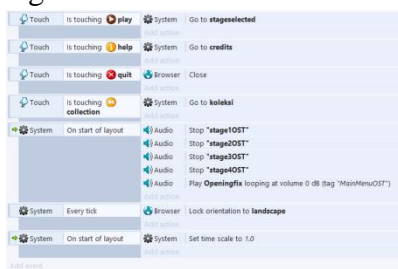 Touch Is touching play System Go to stageselected
Add action
Touch Is touching help System Go to credits
Add action
Touch Is touching quit Browser Close
Add action
Touch Is touching collection System Go to koleksi
Add action
System On start of layout Audio Stop "stage1OST"
Audio Stop "stage2OST"
Audio Stop "stage3OST"
Audio Stop "stage4OST"
Audio Play Openingfix looping at volume 0 dB (tag "MainMenuOST")
Add action
System Every tick Browser Lock orientation to landscape
Add action
System On start of layout System Set time scale to 1.0
Add action
Add event